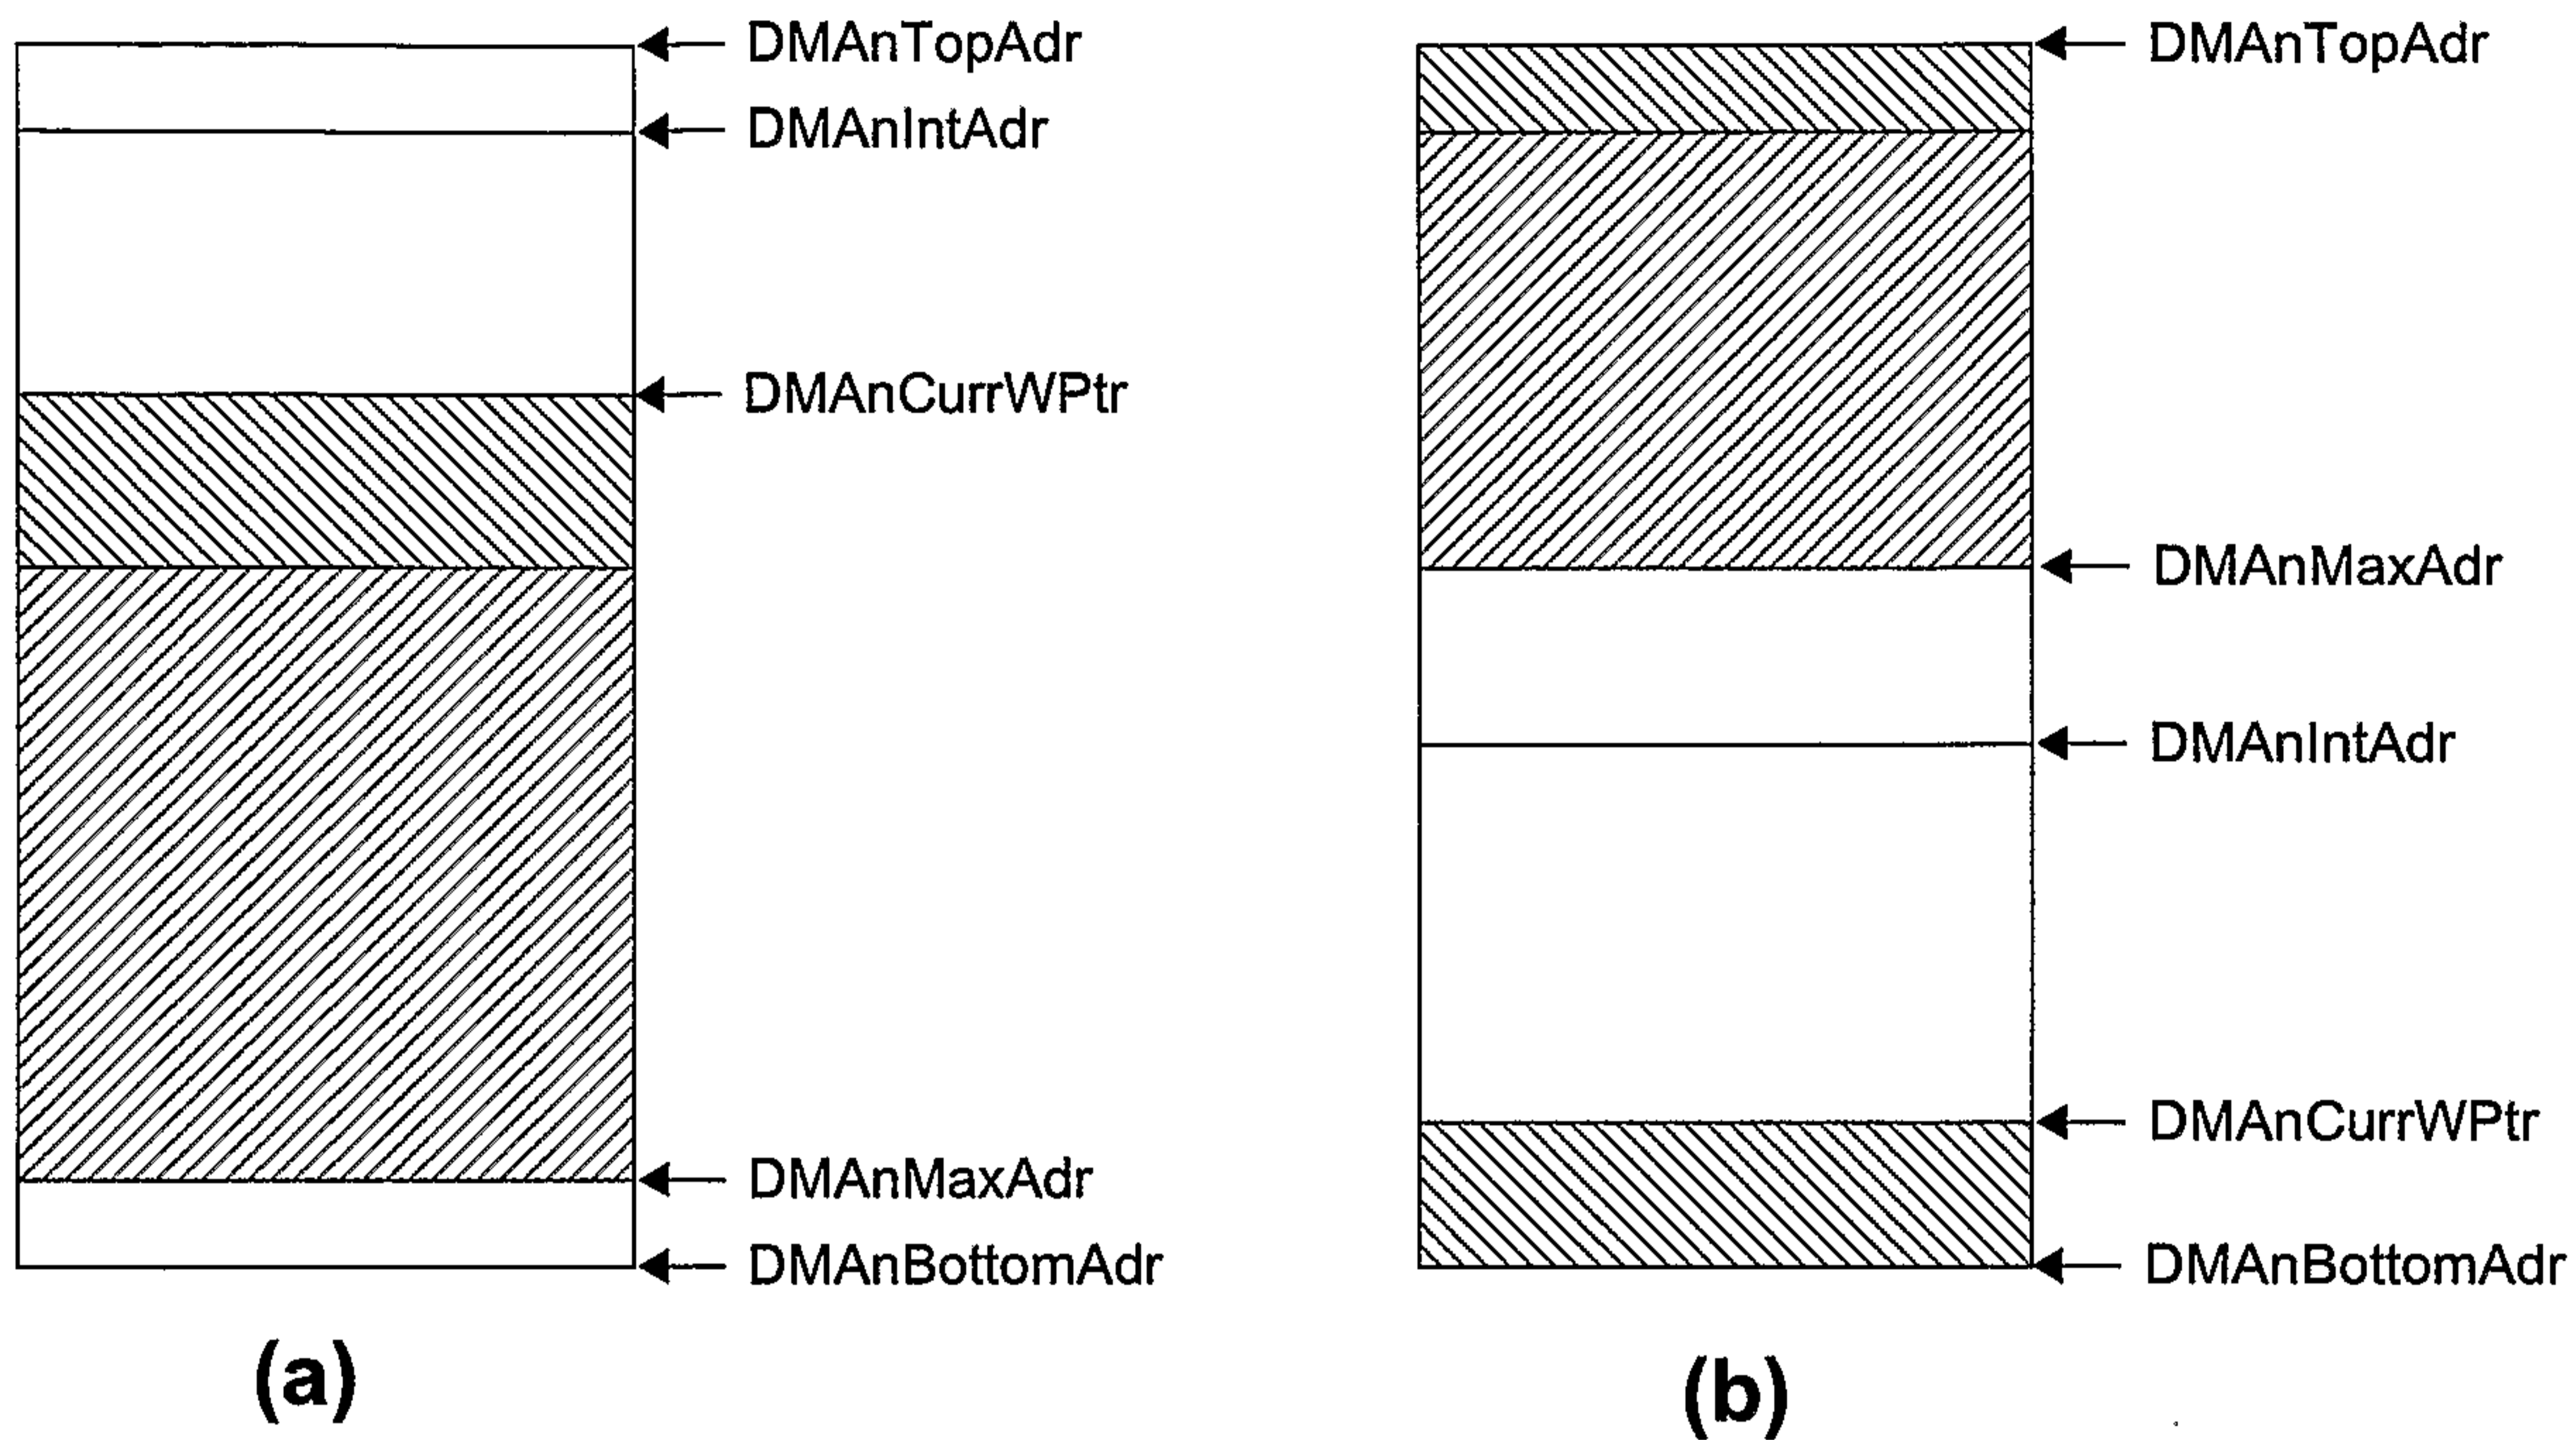 DMAnTopAdr
DMAnIntAdr
DMAnCurrWPtr
DMAnMaxAdr
DMAnBottomAdr
(a)
DMAnTopAdr
DMAnMaxAdr
DMAnIntAdr
DMAnCurrWPtr
DMAnBottomAdr
(b)